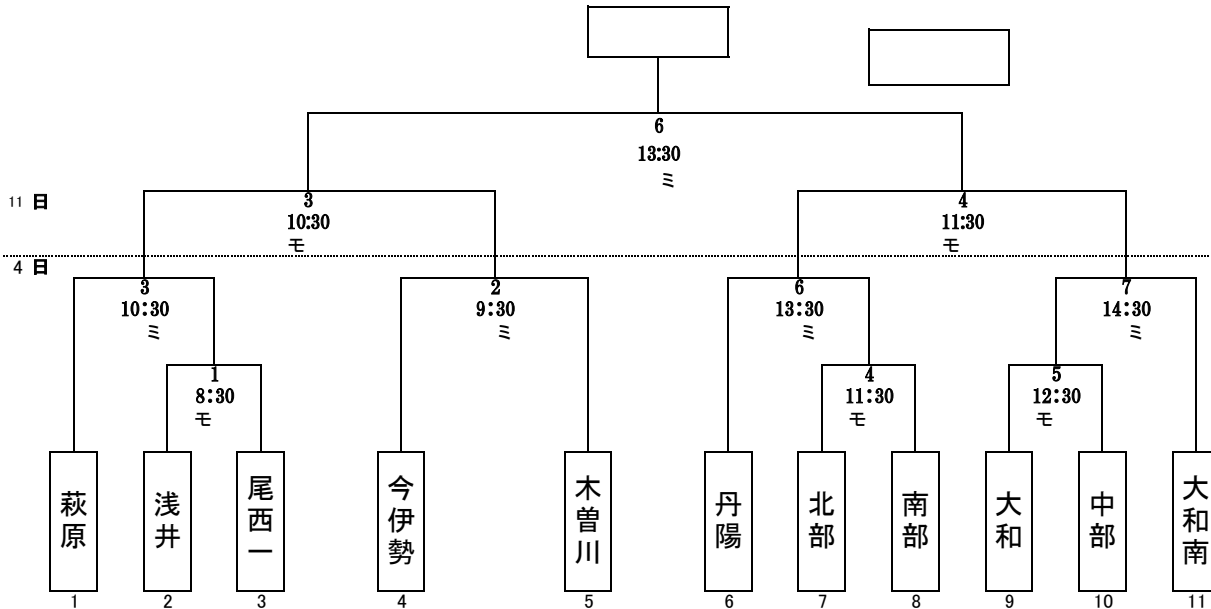 6
13:30
ミ
11 日
3
10:30
モ
4
11:30
モ
4 日
3
10:30
ミ
2
9:30
ミ
6
13:30
ミ
7
14:30
ミ
1
8:30
モ
4
11:30
モ
5
12:30
モ
萩原
浅井
尾西一
今伊勢
木曽川
丹陽
北部
南部
大和
中部
大和南
1
2
3
4
5
6
7
8
9
10
11